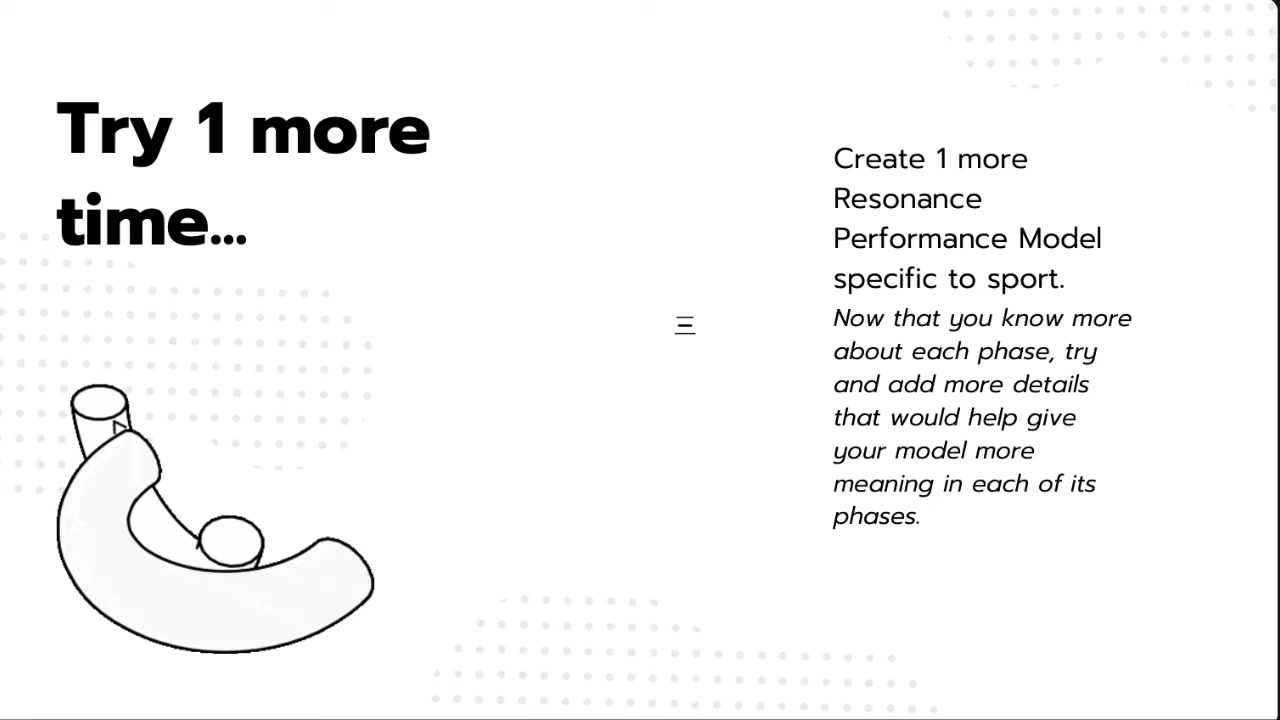 Try 1 more
time...
Create 1 more
Resonance
Performance Model
specific to sport.
Now that you know more
about each phase, try
and add more details
that would help give
your model more
meaning in each of its
phases.